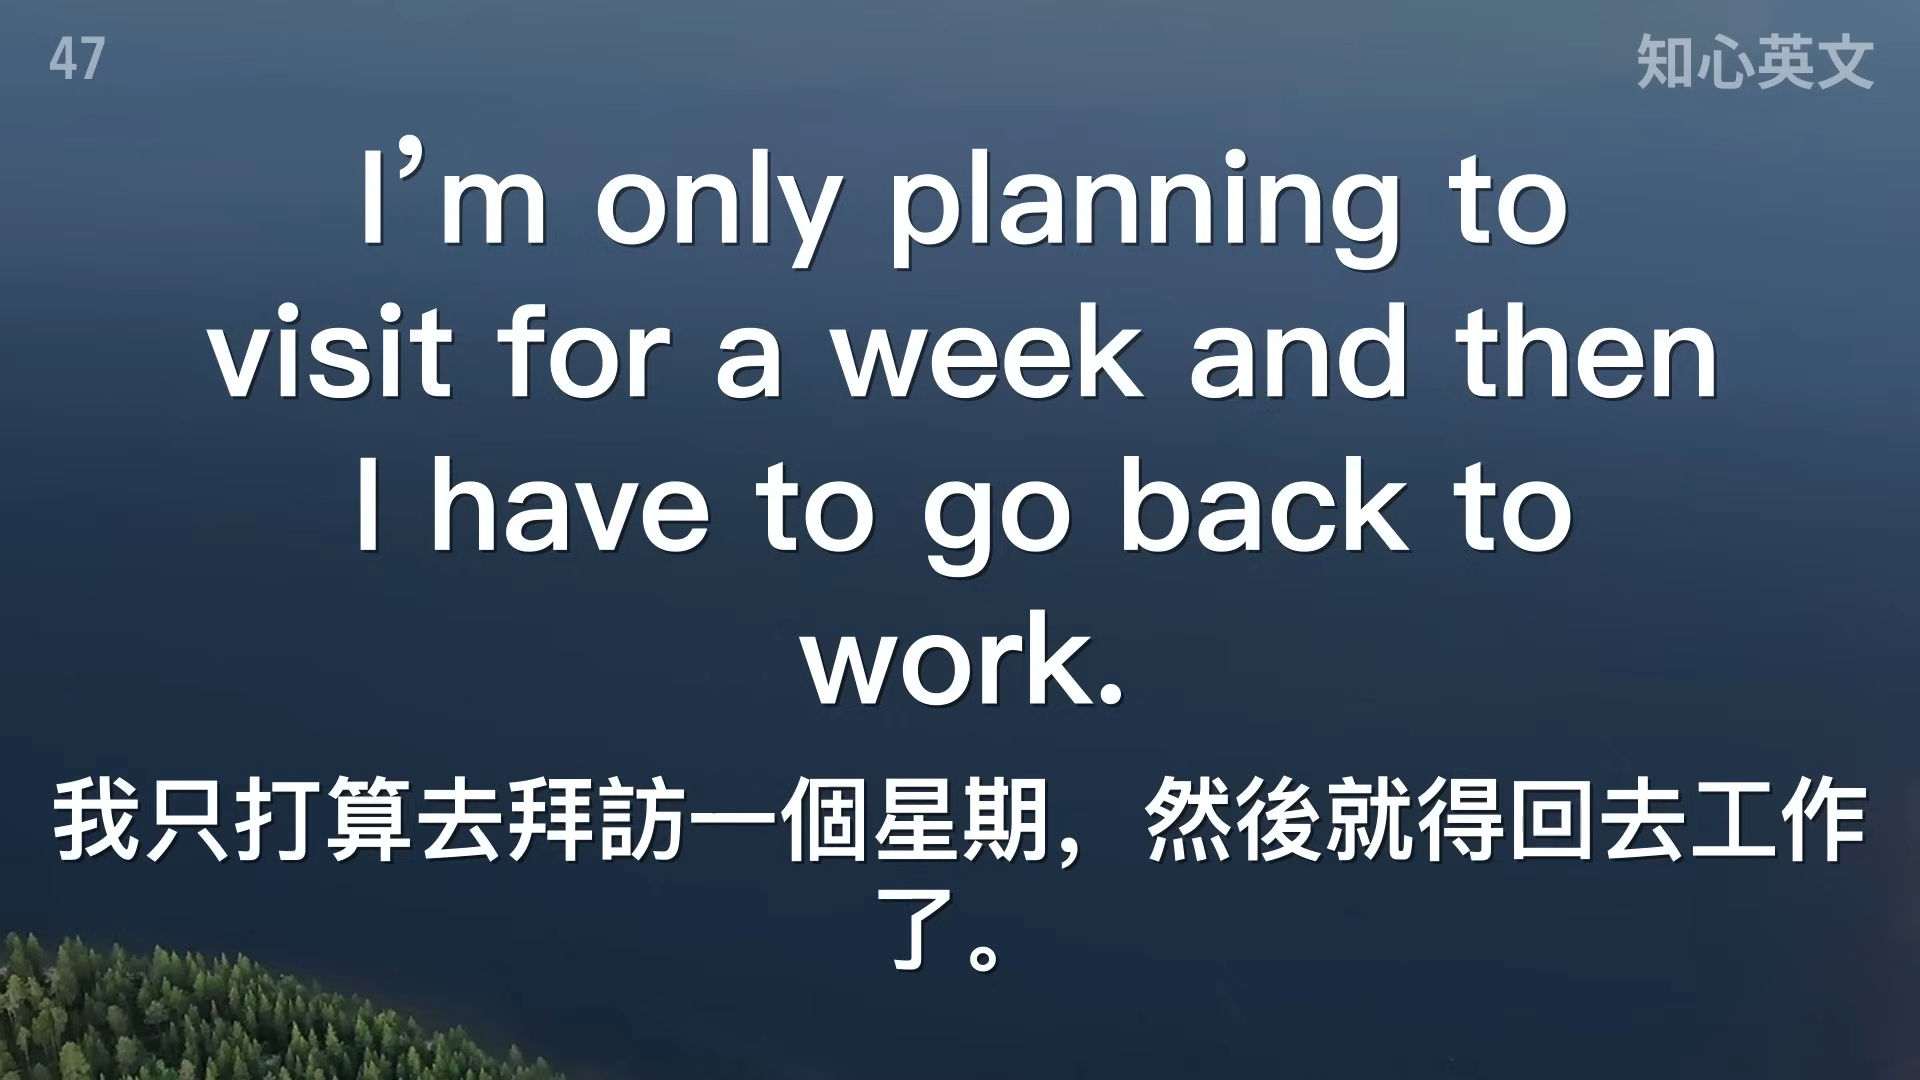 47
知心英文
I’m only planning to
visit for a week and then
I have to go back to
work.
我只打算去拜訪一個星期，然後就得回去工作
了。